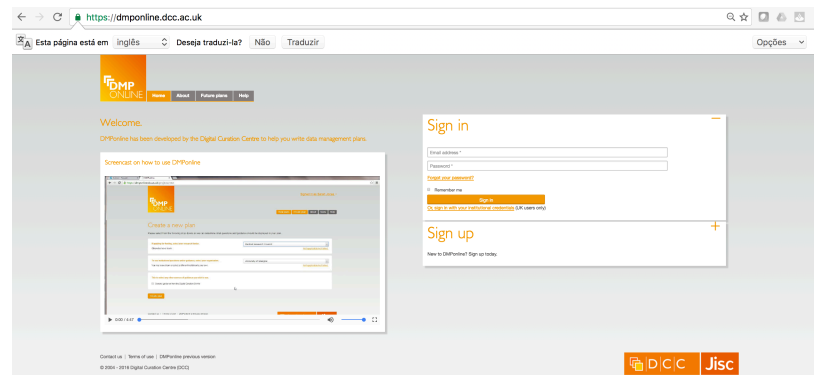 https://dmponline.dcc.ac.uk
Esta página está em inglês Deseja traduzi-la? Não Traduzir Opções
DMP
ONLINE
Home About Future plans Help
Welcome.
DMPonline has been developed by the Digital Curation Centre to help you write data management plans.
Screencast on how to use DMPonline
DMP
Create a new plan
0:00 / 4:47
Sign in
Email address *
Password *
Forgot your password?
Remember me
Sign in
Or, sign in with your institutional credentials (UK users only)
Sign up
New to DMPonline? Sign up today.
Contact us | Terms of use | DMPonline previous version
© 2004 - 2016 Digital Curation Centre (DCC)
DCC
Jisc